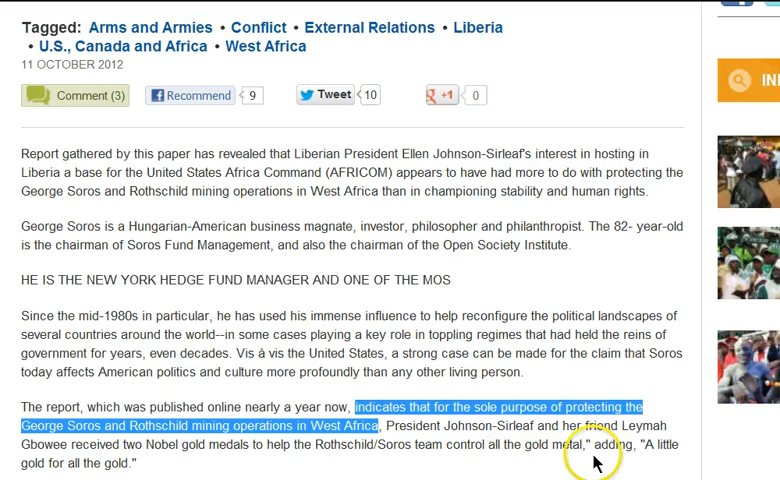 Tagged: Arms and Armies • Conflict • External Relations • Liberia
• U.S., Canada and Africa • West Africa
11 OCTOBER 2012
Comment (3) Recommend 9 Tweet 10 +1 0
Report gathered by this paper has revealed that Liberian President Ellen Johnson-Sirleaf's interest in hosting in
Liberia a base for the United States Africa Command (AFRICOM) appears to have had more to do with protecting the
George Soros and Rothschild mining operations in West Africa than in championing stability and human rights.
George Soros is a Hungarian-American business magnate, investor, philosopher and philanthropist. The 82- year-old
is the chairman of Soros Fund Management, and also the chairman of the Open Society Institute.
HE IS THE NEW YORK HEDGE FUND MANAGER AND ONE OF THE MOS
Since the mid-1980s in particular, he has used his immense influence to help reconfigure the political landscapes of
several countries around the world--in some cases playing a key role in toppling regimes that had held the reins of
government for years, even decades. Vis à vis the United States, a strong case can be made for the claim that Soros
today affects American politics and culture more profoundly than any other living person.
The report, which was published online nearly a year now, indicates that for the sole purpose of protecting the
George Soros and Rothschild mining operations in West Africa, President Johnson-Sirleaf and her friend Leymah
Gbowee received two Nobel gold medals to help the Rothschild/Soros team control all the gold metal," adding, "A little
gold for all the gold."